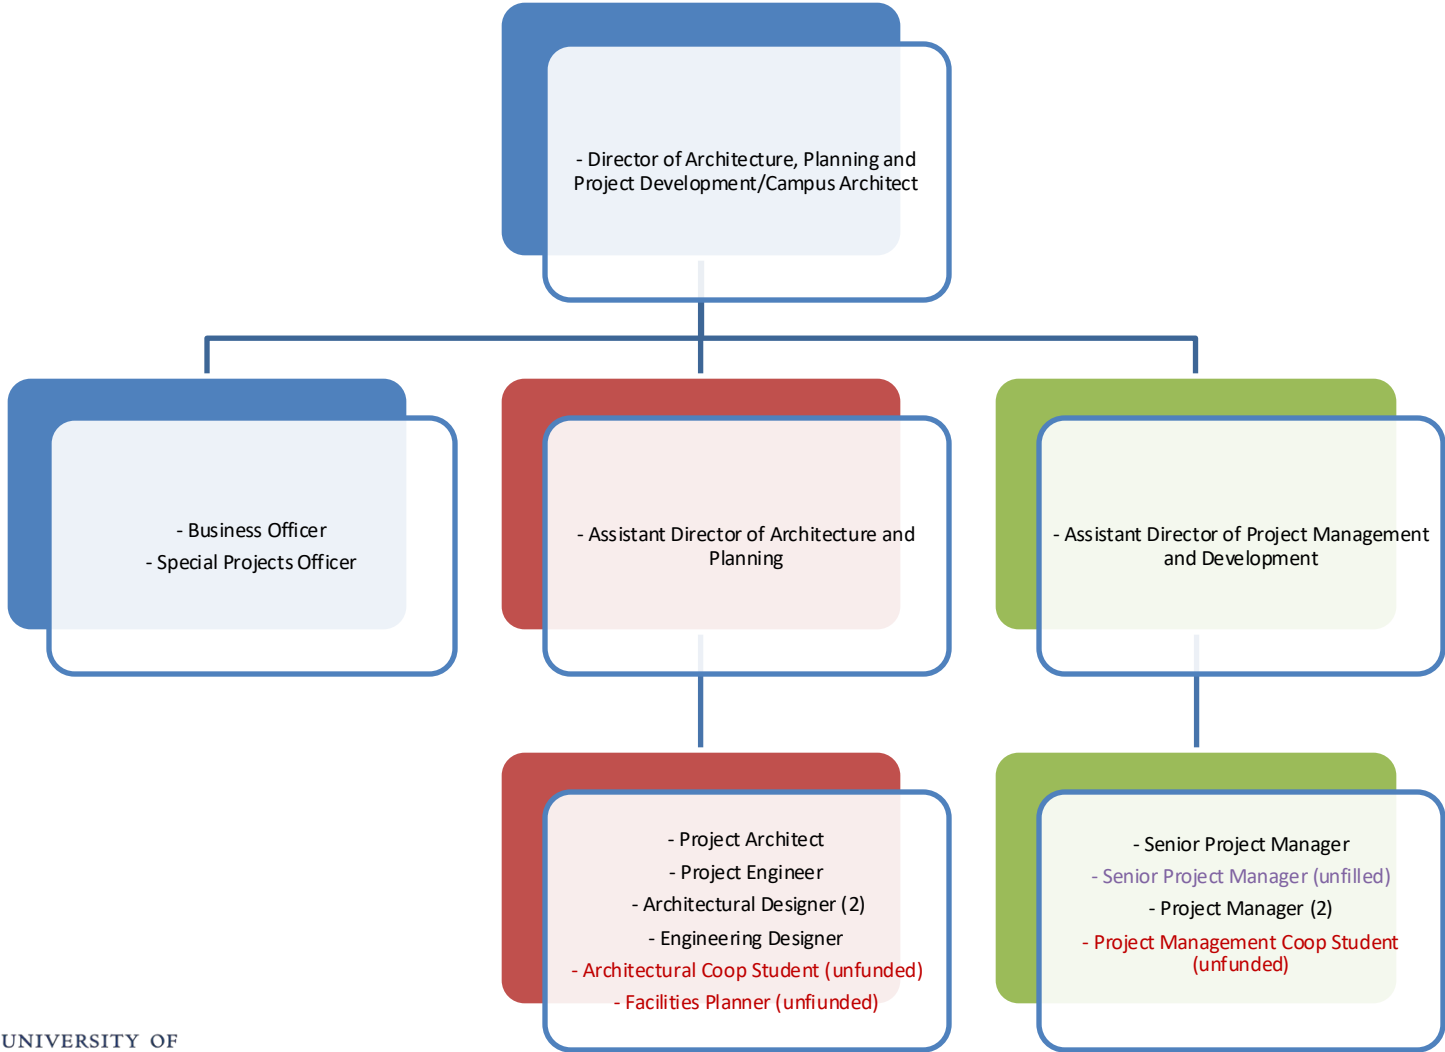 - Director of Architecture, Planning and
Project Development/Campus Architect
- Business Officer
- Special Projects Officer
- Assistant Director of Architecture and
Planning
- Assistant Director of Project Management
and Development
- Project Architect
- Project Engineer
- Architectural Designer (2)
- Engineering Designer
- Architectural Coop Student (unfunded)
- Facilities Planner (unfiunded)
- Senior Project Manager
- Senior Project Manager (unfilled)
- Project Manager (2)
- Project Management Coop Student
(unfunded)
UNIVERSITY OF